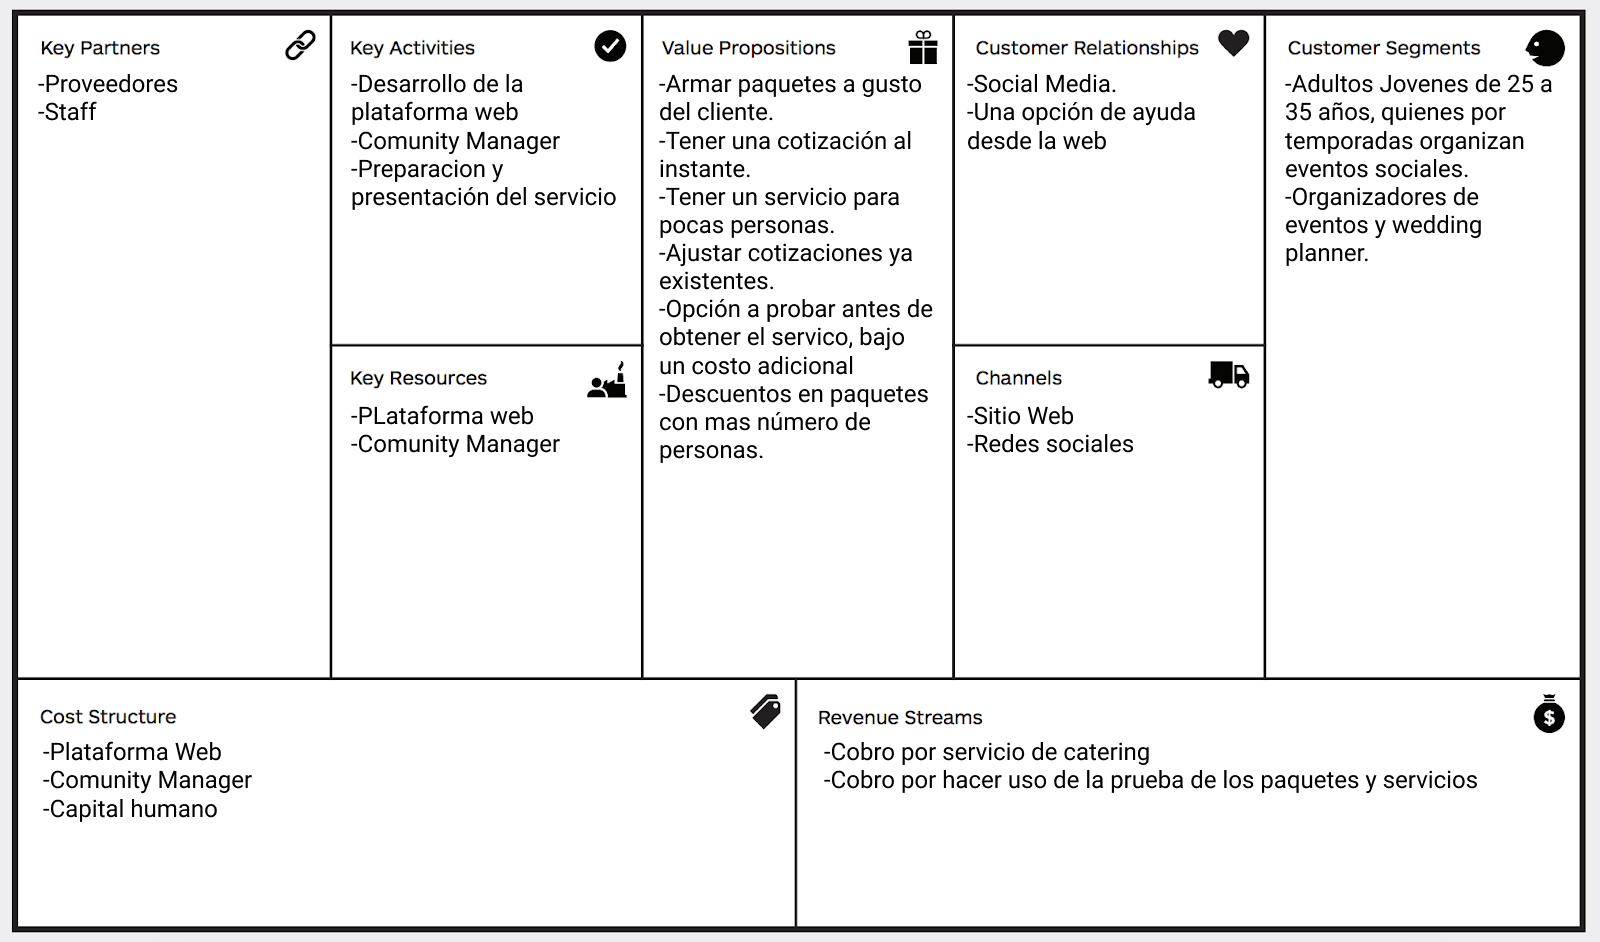 Key Partners
-Proveedores
-Staff
Key Activities
-Desarrollo de la
plataforma web
-Comunity Manager
-Preparacion y
presentación del servicio
Key Resources
-PLataforma web
-Comunity Manager
Value Propositions
-Armar paquetes a gusto
del cliente.
-Tener una cotización al
instante.
-Tener un servicio para
pocas personas.
-Ajustar cotizaciones ya
existentes.
-Opción a probar antes de
obtener el servico, bajo
un costo adicional
-Descuentos en paquetes
con mas número de
personas.
Customer Relationships
-Social Media.
-Una opción de ayuda
desde la web
Channels
-Sitio Web
-Redes sociales
Customer Segments
-Adultos Jovenes de 25 a
35 años, quienes por
temporadas organizan
eventos sociales.
-Organizadores de
eventos y wedding
planner.
Cost Structure
-Plataforma Web
-Comunity Manager
-Capital humano
Revenue Streams
$
-Cobro por servicio de catering
-Cobro por hacer uso de la prueba de los paquetes y servicios